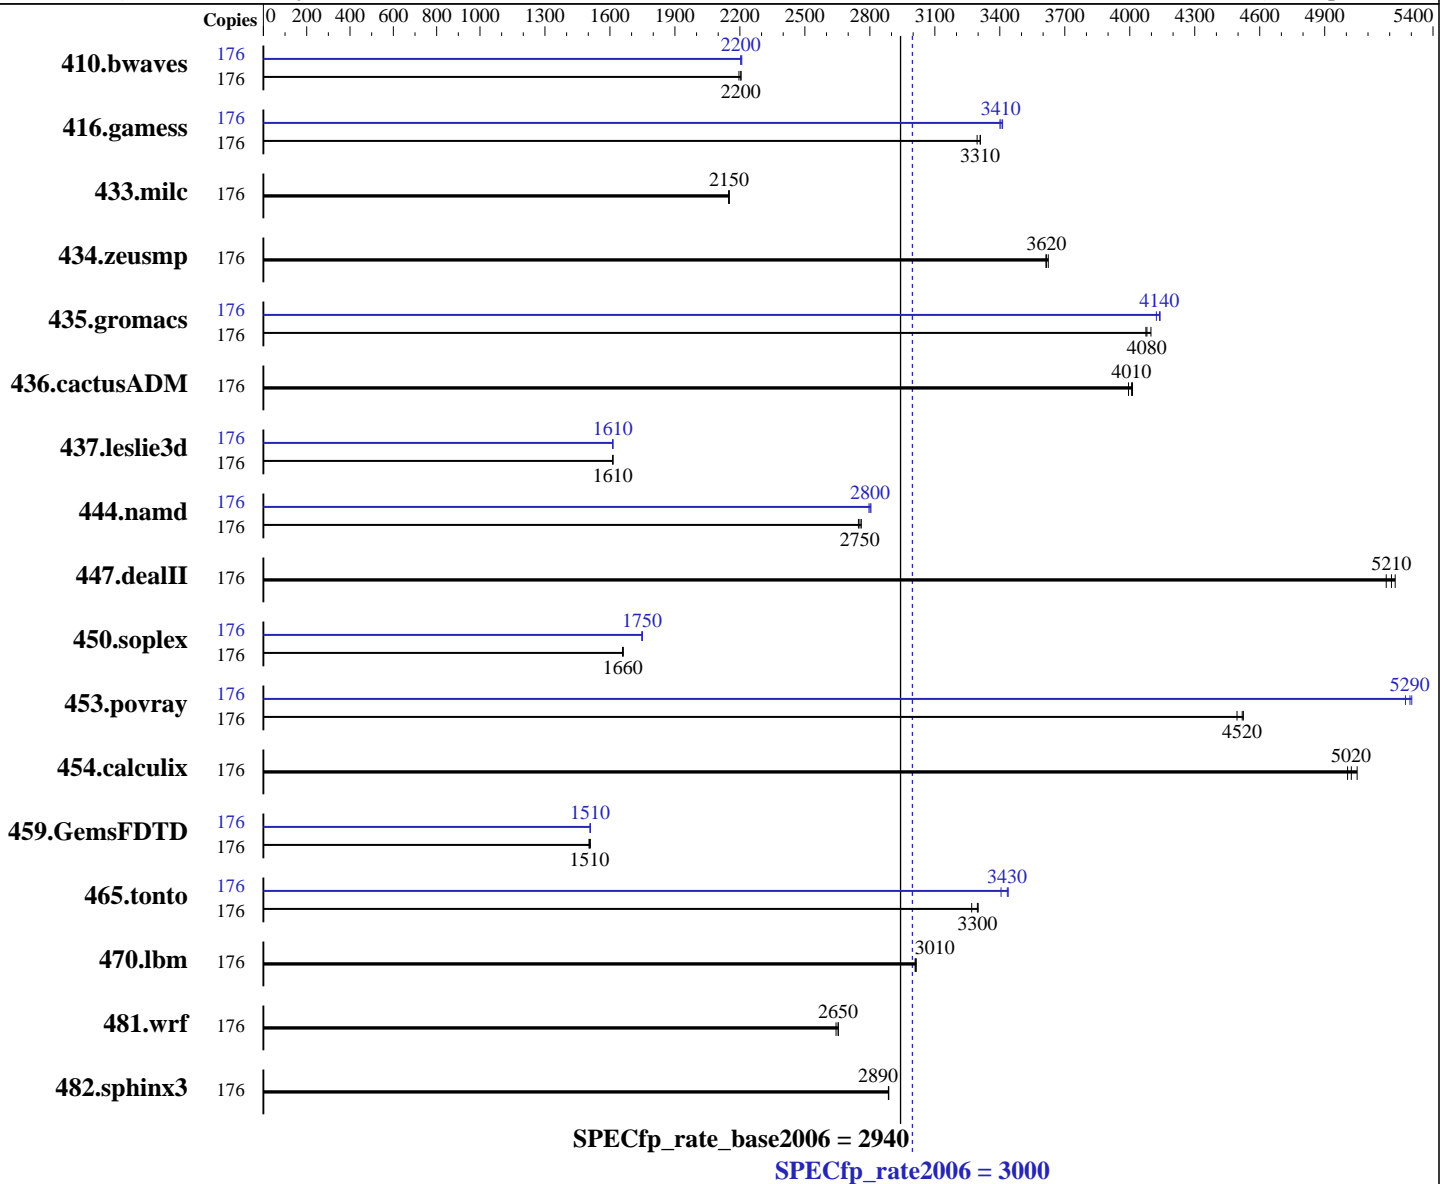 Copies 0 200 400 600 800 1000 1300 1600 1900 2200 2500 2800 3100 3400 3700 4000 4300 4600 4900 5400
410.bwaves 176 2200
176 2200
416.gamess 176 3410
176 3310
433.milc 176 2150
434.zeusmp 176 3620
435.gromacs 176 4140
176 4080
436.cactusADM 176 4010
437.leslie3d 176 1610
176 1610
444.namd 176 2800
176 2750
447.dealII 176 5210
450.soplex 176 1750
176 1660
453.povray 176 5290
176 4520
454.calculix 176 5020
459.GemsFDTD 176 1510
176 1510
465.tonto 176 3430
176 3300
470.lbm 176 3010
481.wrf 176 2650
482.sphinx3 176 2890
SPECfp_rate_base2006 = 2940
SPECfp_rate2006 = 3000